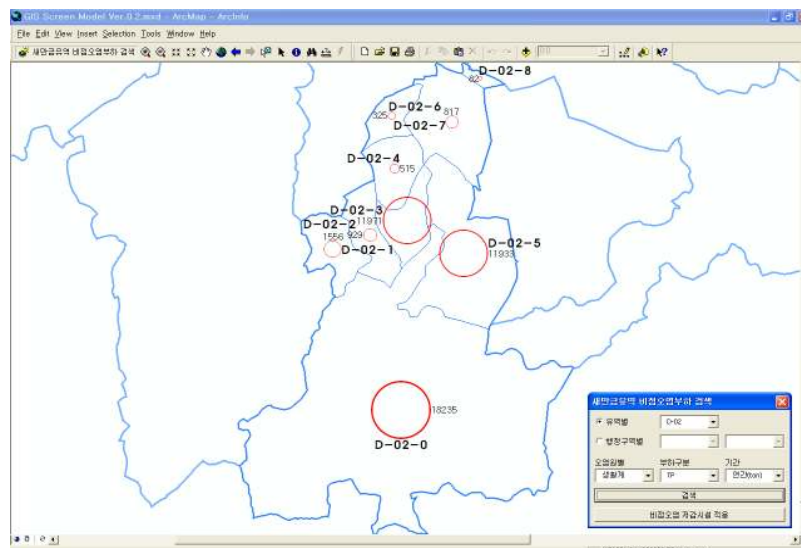 GIS Screen Model Ver.0.2.mxd - ArcMap - ArcInfo
File Edit View Insert Selection Tools Window Help
새만금유역 비점오염부하 검색
D-02-8
62
D-02-6
817
325
D-02-7
D-02-4
515
D-02-3
11971
D-02-2
1556 929
D-02-5
D-02-1
11933
18235
D-02-0
새만금유역 비점오염부하 검색
유역별 D-02
행정구역별
오염원별 부하구분 기간
생활계 TP 연간(ton)
검색
비점오염 저감시설 적용